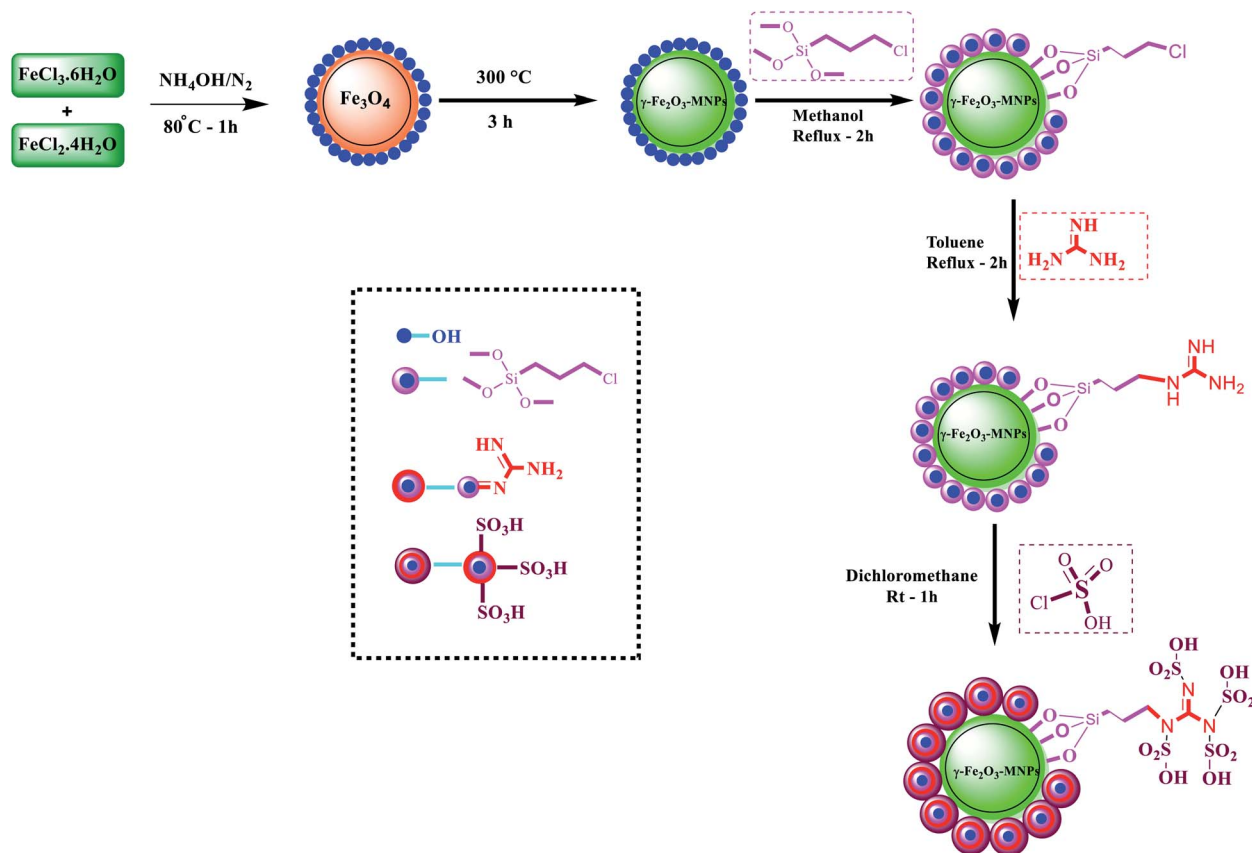 FeCl₃.6H₂O
+
FeCl₂.4H₂O
NH₄OH/N₂
80°C - 1h
Fe₃O₄
300 °C
3 h
γ-Fe₂O₃-MNPs
O
O
Si
O
Cl
Methanol
Reflux - 2h
γ-Fe₂O₃-MNPs
O
O
O
Si
Cl
Toluene
Reflux - 2h
NH
H₂N
NH₂
OH
O
O
Si
O
Cl
HN
NH₂
N
SO₃H
SO₃H
SO₃H
γ-Fe₂O₃-MNPs
O
O
O
Si
N
H
NH
NH₂
Dichloromethane
Rt - 1h
O
O
S
Cl
OH
γ-Fe₂O₃-MNPs
O
O
O
Si
OH
O₂S
N
OH
S
O₂
N
N
O₂S
OH
SO₂
OH